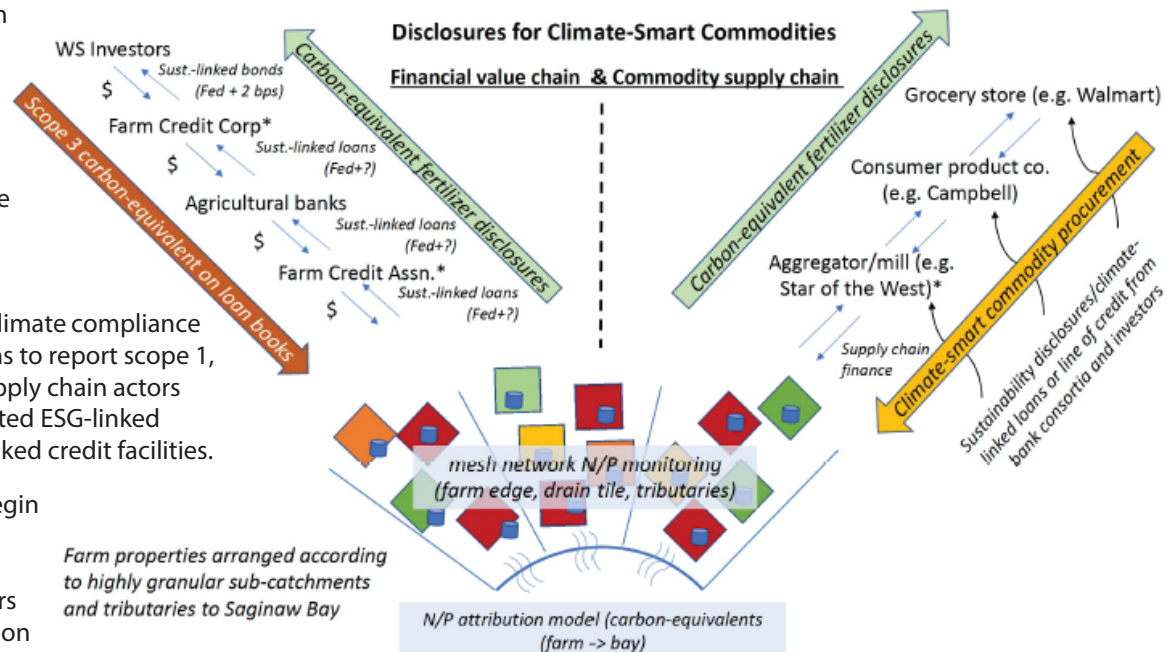 n
e
limate compliance
ns to report scope 1,
pply chain actors
ted ESG-linked
ked credit facilities.
egin
rs
on
Disclosures for Climate-Smart Commodities
Financial value chain & Commodity supply chain
WS Investors
Sust.-linked bonds
(Fed + 2 bps)
$
Farm Credit Corp*
Sust.-linked loans
(Fed+?)
$
Agricultural banks
Sust.-linked loans
(Fed+?)
$
Farm Credit Assn.*
Sust.-linked loans
(Fed+?)
$
Scope 3 carbon-equivalent on loan books
Carbon-equivalent fertilizer disclosures
Carbon-equivalent fertilizer disclosures
Grocery store (e.g. Walmart)
Consumer product co.
(e.g. Campbell)
Aggregator/mill (e.g.
Star of the West)*
Supply chain
finance
Climate-smart commodity procurement
Sustainability disclosures/climate-
linked loans or line of credit from
bank consortia and investors
mesh network N/P monitoring
(farm edge, drain tile, tributaries)
Farm properties arranged according
to highly granular sub-catchments
and tributaries to Saginaw Bay
N/P attribution model (carbon-equivalents
(farm -> bay)